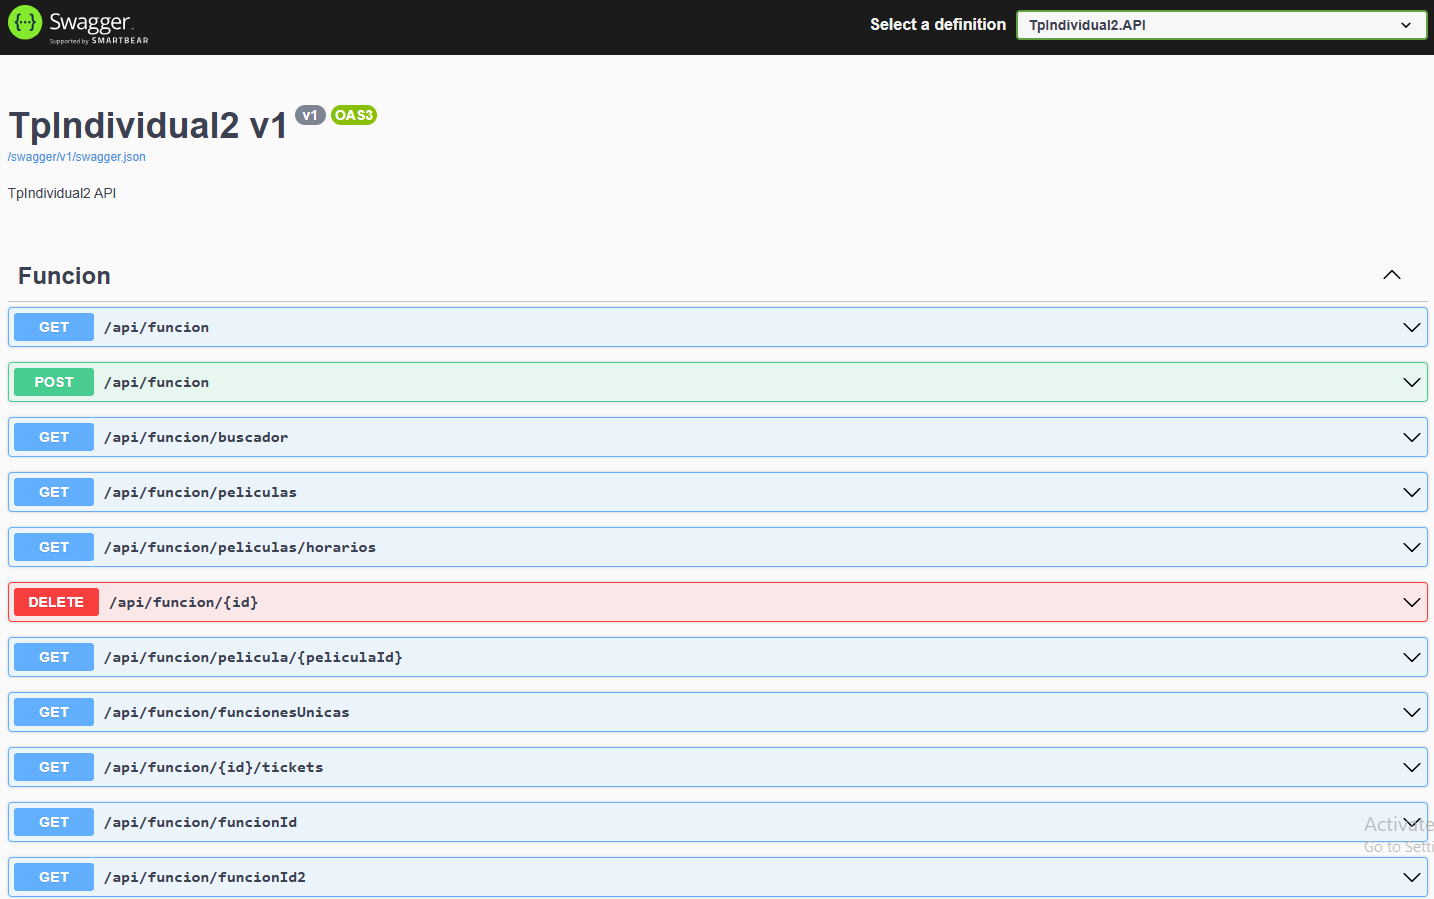 Swagger
Supported by SMARTBEAR
Select a definition
TpIndividual2.API
TpIndividual2 v1
v1
OAS3
/swagger/v1/swagger.json
TpIndividual2 API
Funcion
GET /api/funcion
POST /api/funcion
GET /api/funcion/buscador
GET /api/funcion/peliculas
GET /api/funcion/peliculas/horarios
DELETE /api/funcion/{id}
GET /api/funcion/pelicula/{peliculaId}
GET /api/funcion/funcionesUnicas
GET /api/funcion/{id}/tickets
GET /api/funcion/funcionId
Activate
Go to Setti
GET /api/funcion/funcionId2